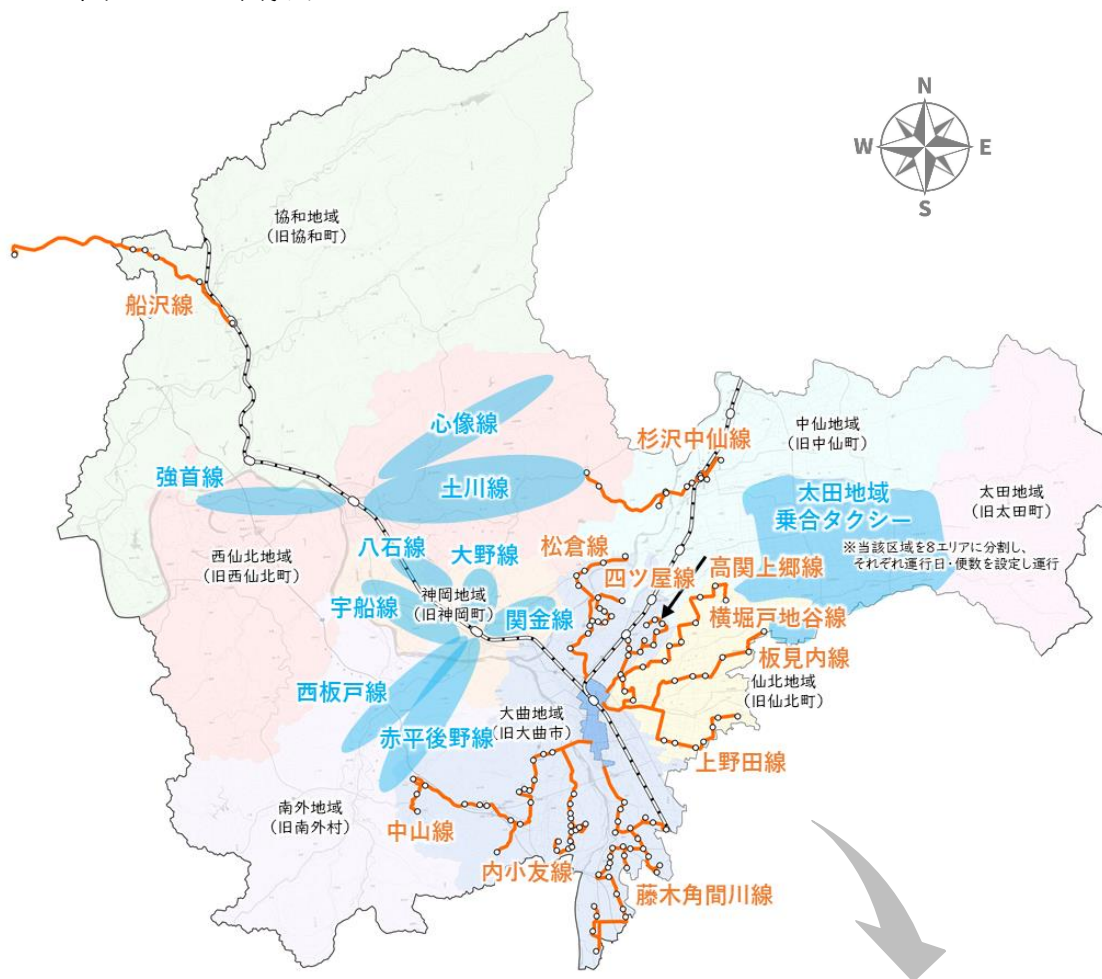 N
W
E
S
協和地域
(旧協和町)
船沢線
心像線
杉沢中仙線
中仙地域
(旧中仙町)
強首線
土川線
太田地域
乗合タクシー
太田地域
(旧太田町)
※当該区域を8エリアに分割し、
それぞれ運行日・便数を設定し運行
西仙北地域
(旧西仙北町)
八石線
大野線
松倉線
四ツ屋線
高関上郷線
宇船線
神岡地域
(旧神岡町)
関金線
横堀戸地谷線
板見内線
西板戸線
仙北地域
(旧仙北町)
大曲地域
(旧大曲市)
赤平後野線
上野田線
南外地域
(旧南外村)
中山線
内小友線
藤木角間川線